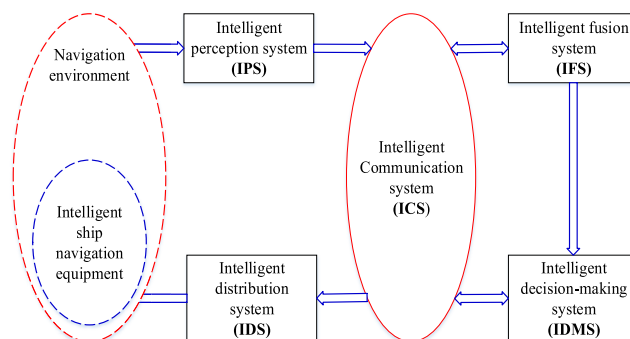 Navigation
environment
Intelligent
perception system
(IPS)
Intelligent fusion
system
(IFS)
Intelligent
Communication
system
(ICS)
Intelligent
ship
navigation
equipment
Intelligent
distribution
system
(IDS)
Intelligent
decision-making
system
(IDMS)